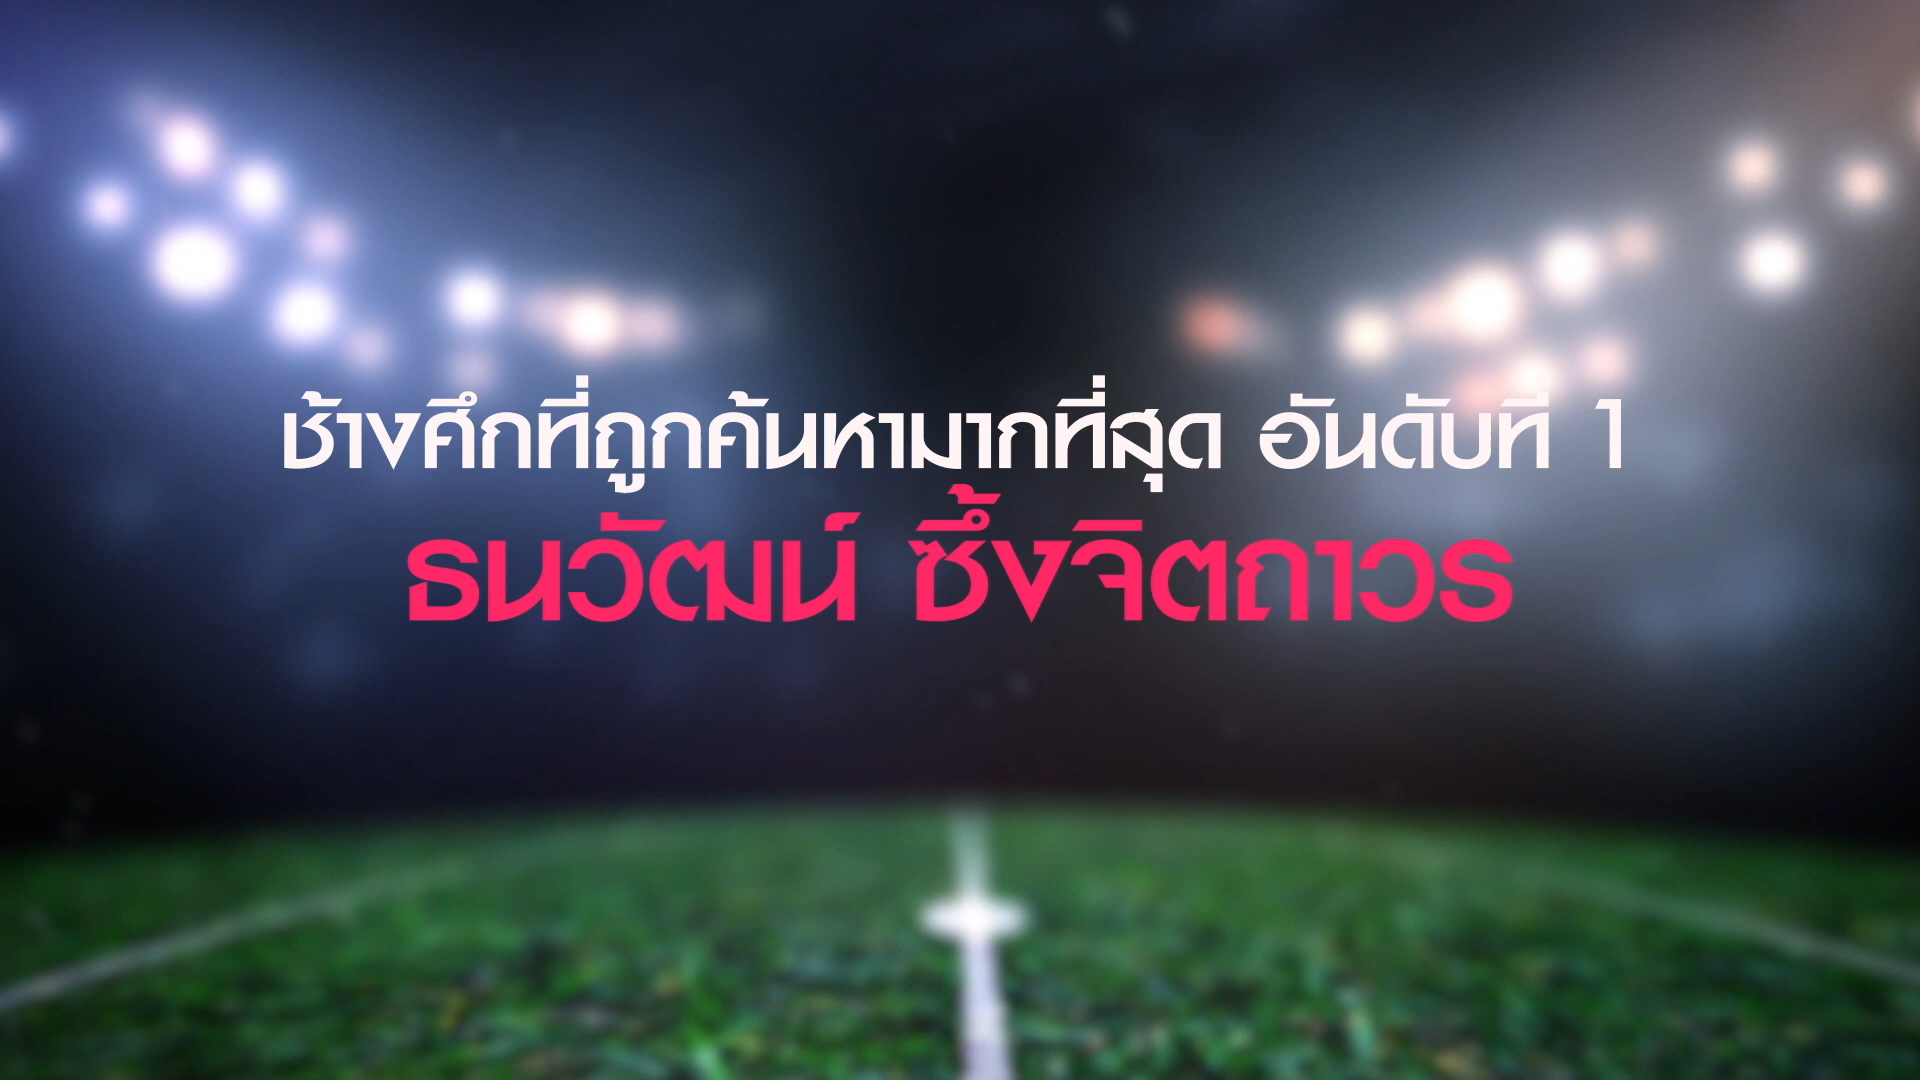 ช้างศึกที่ถูกค้นหามากที่สุด อันดับที่ 1
ธนวัฒน์ ซึ้งจิตถาวร